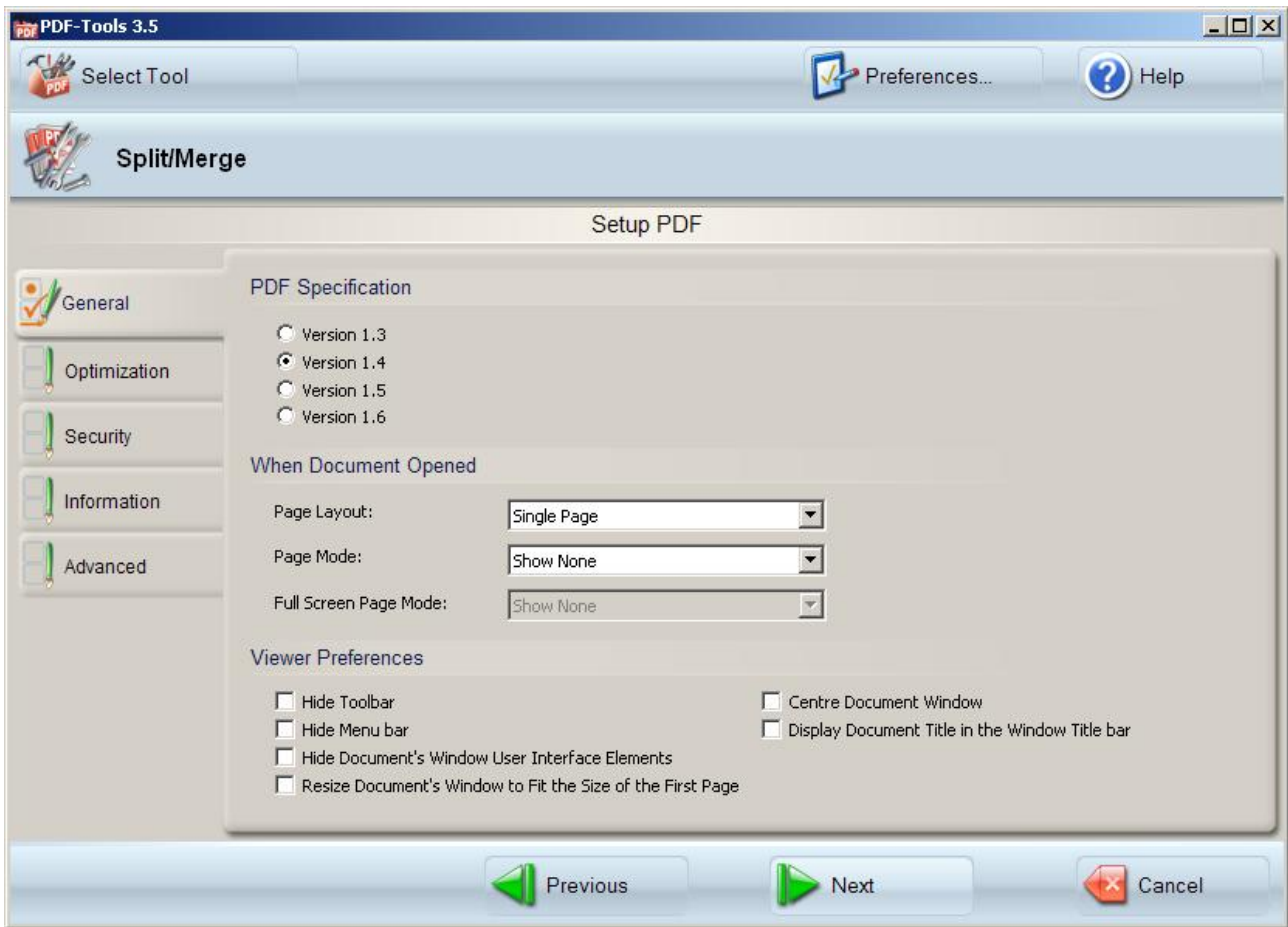 PDF-Tools 3.5
Select Tool
Preferences...
Help
Split/Merge
Setup PDF
General
Optimization
Security
Information
Advanced
PDF Specification
Version 1.3
Version 1.4
Version 1.5
Version 1.6
When Document Opened
Page Layout: Single Page
Page Mode: Show None
Full Screen Page Mode: Show None
Viewer Preferences
Hide Toolbar
Hide Menu bar
Hide Document's Window User Interface Elements
Resize Document's Window to Fit the Size of the First Page
Centre Document Window
Display Document Title in the Window Title bar
Previous
Next
Cancel